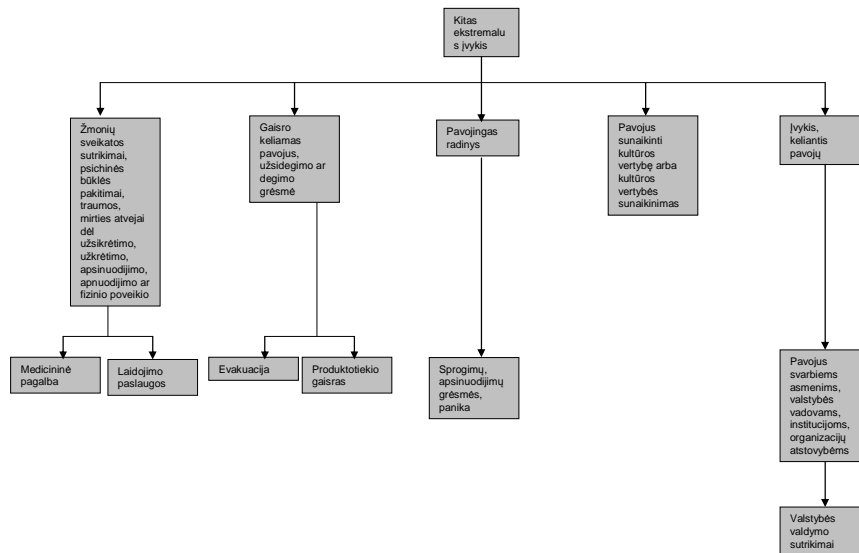 Kitas
ekstremalu
s įvykis
Žmonių
sveikatos
sutrikimai,
psichinės
būklės
pakitimai,
traumos,
mirties atvejai
dėl
užsikrėtimo,
užkrėtimo,
apsinuodijimo,
apnuodijimo ar
fizinio poveikio
Gaisro
keliamas
pavojus,
užsidegimo ar
degimo
grėsmė
Pavojingas
radinys
Pavojus
sunaikinti
kultūros
vertybę arba
kultūros
vertybės
sunaikinimas
Įvykis,
keliantis
pavojų
Medicininė
pagalba
Laidojimo
paslaugos
Evakuacija
Produktotiekio
gaisras
Sprogimų,
apsinuodijimų
grėsmės,
panika
Pavojus
svarbiems
asmenims,
valstybės
vadovams,
institucijoms,
organizacijų
atstovybėms
Valstybės
valdymo
sutrikimai